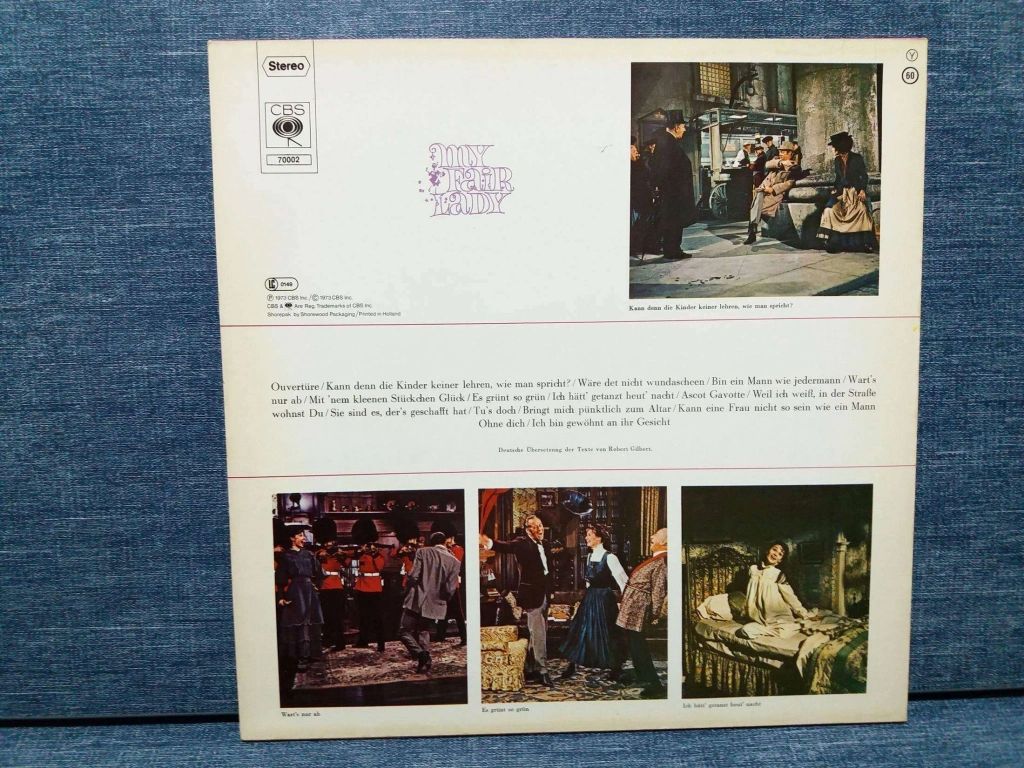 Stereo
CBS
70002
MY
FAIR
LADY
Y
60
LC 0149
Ⓟ 1973 CBS Inc./Ⓒ 1973 CBS Inc.
CBS & Are Reg. Trademarks of CBS Inc.
Shorepak by Shorewood Packaging/Printed in Holland
Kann denn die Kinder keiner lehren, wie man spricht?
Ouvertüre/Kann denn die Kinder keiner lehren, wie man spricht?/Wäre det nicht wundascheen/Bin ein Mann wie jedermann/Wart's
nur ab/Mit 'nem kleenen Stückchen Glück/Es grünt so grün/Ich hätt' getanzt heut' nacht/Ascot Gavotte/Weil ich weiß, in der Straße
wohnst Du/Sie sind es, der's geschafft hat/Tu's doch/Bringt mich pünktlich zum Altar/Kann eine Frau nicht so sein wie ein Mann
Ohne dich/Ich bin gewöhnt an ihr Gesicht
Deutsche Übersetzung der Texte von Robert Gilbert.
Wart's nur ab
Es grünt so grün
Ich hätt' getanzt heut' nacht